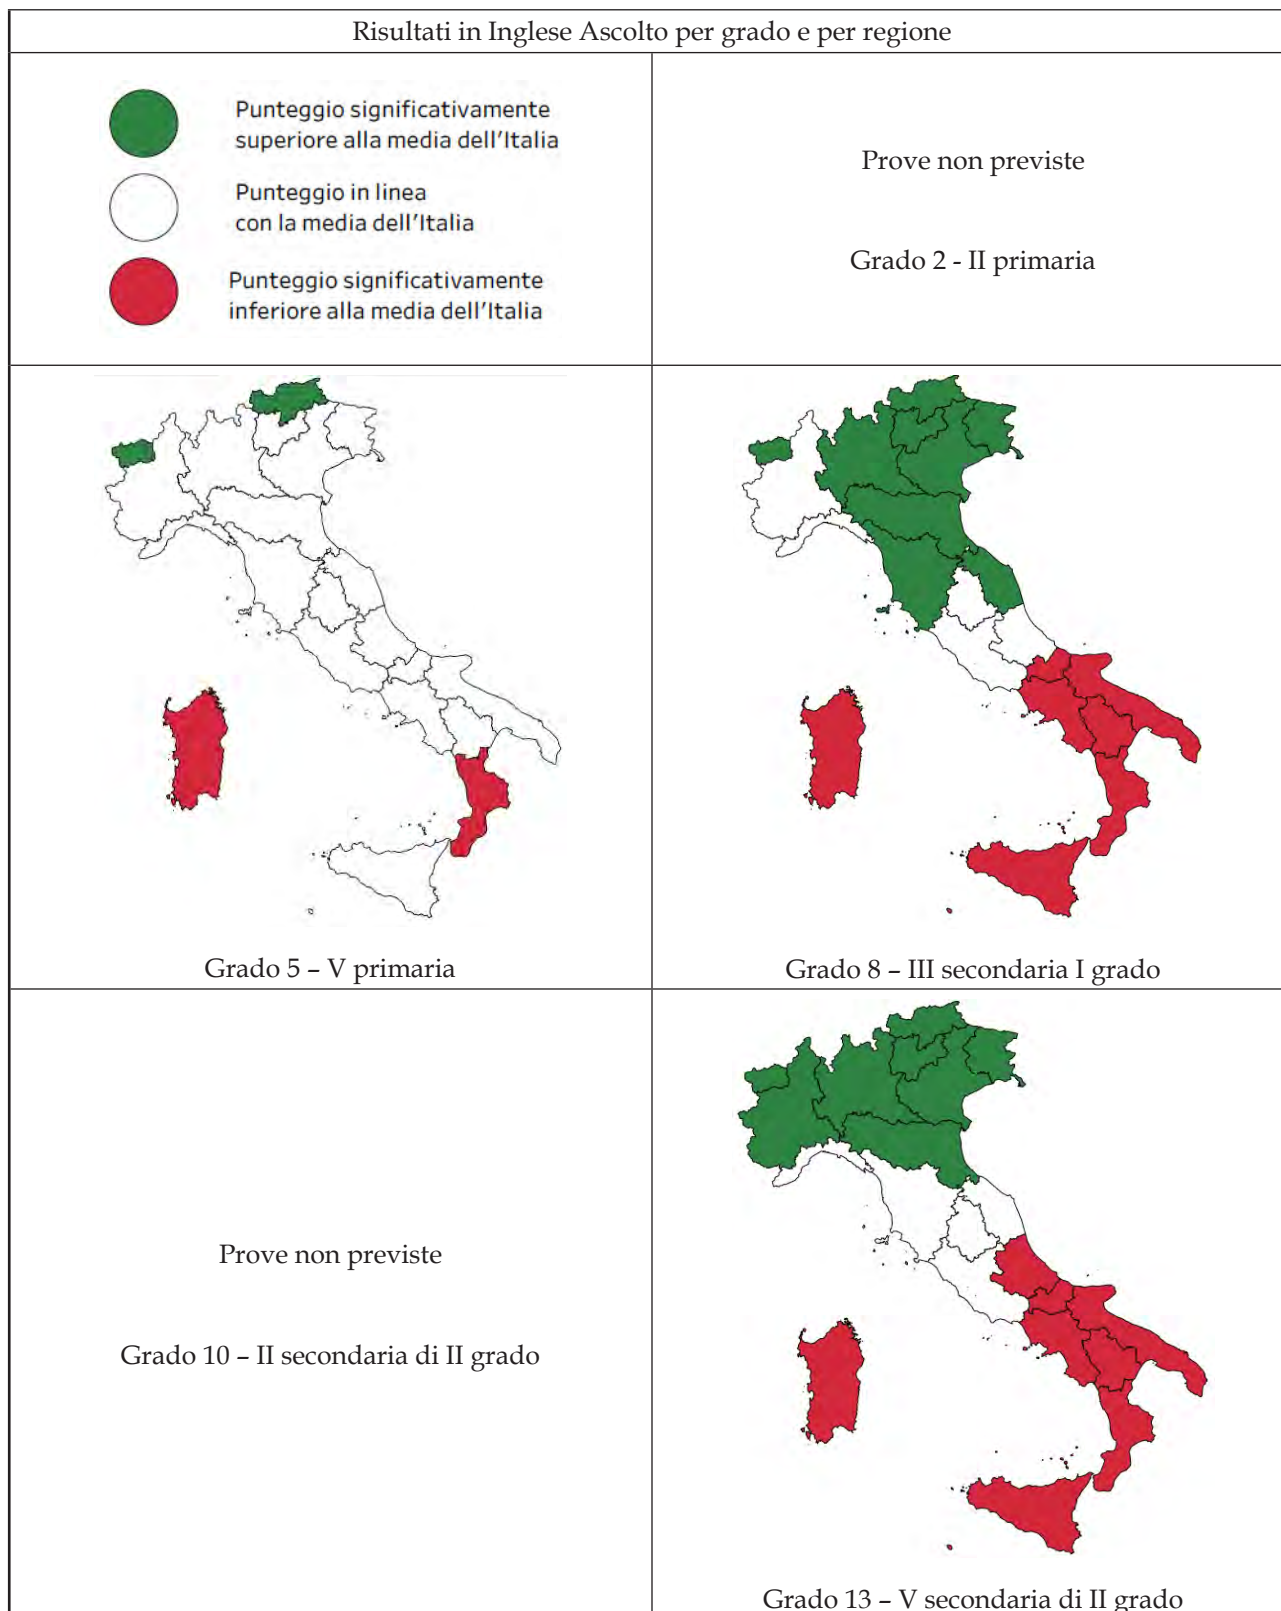 Risultati in Inglese Ascolto per grado e per regione
Punteggio significativamente
superiore alla media dell'Italia
Punteggio in linea
con la media dell'Italia
Punteggio significativamente
inferiore alla media dell'Italia
Prove non previste
Grado 2 - II primaria
Grado 5 – V primaria
Grado 8 – III secondaria I grado
Prove non previste
Grado 10 – II secondaria di II grado
Grado 13 – V secondaria di II grado